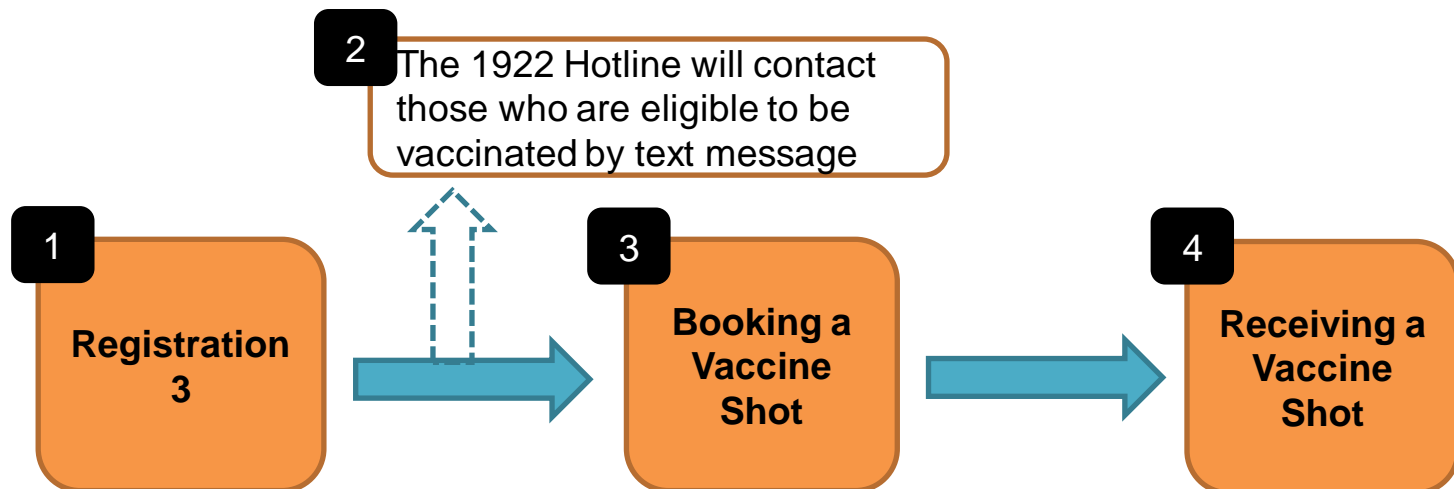 2
The 1922 Hotline will contact
those who are eligible to be
vaccinated by text message
1
Registration
3
3
Booking a
Vaccine
Shot
4
Receiving a
Vaccine
Shot